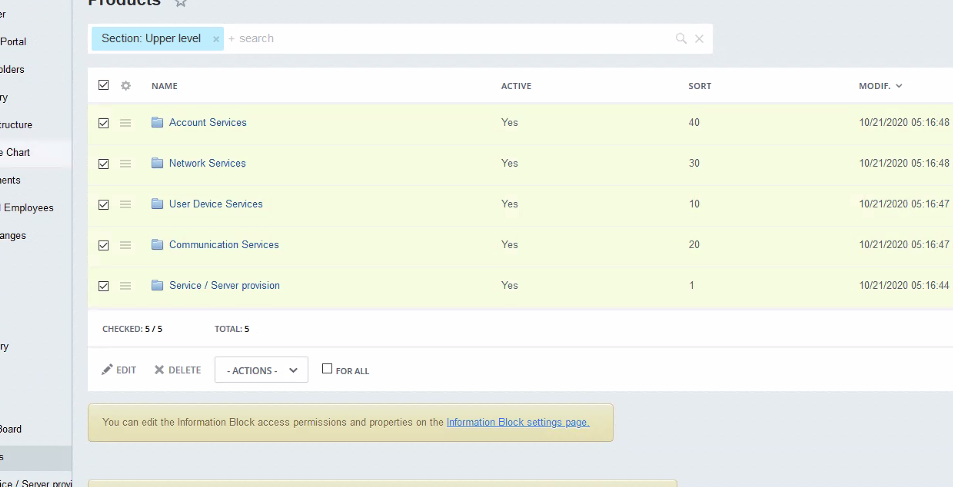 Products
er
Portal
olders
ry
tructure
e Chart
nents
l Employees
anges
ry
Board
s
ice / Server provi
Section: Upper level × + search
NAME ACTIVE SORT MODIF.
Account Services Yes 40 10/21/2020 05:16:48
Network Services Yes 30 10/21/2020 05:16:48
User Device Services Yes 10 10/21/2020 05:16:47
Communication Services Yes 20 10/21/2020 05:16:47
Service / Server provision Yes 1 10/21/2020 05:16:44
CHECKED: 5 / 5 TOTAL: 5
EDIT DELETE - ACTIONS - FOR ALL
You can edit the Information Block access permissions and properties on the Information Block settings page.